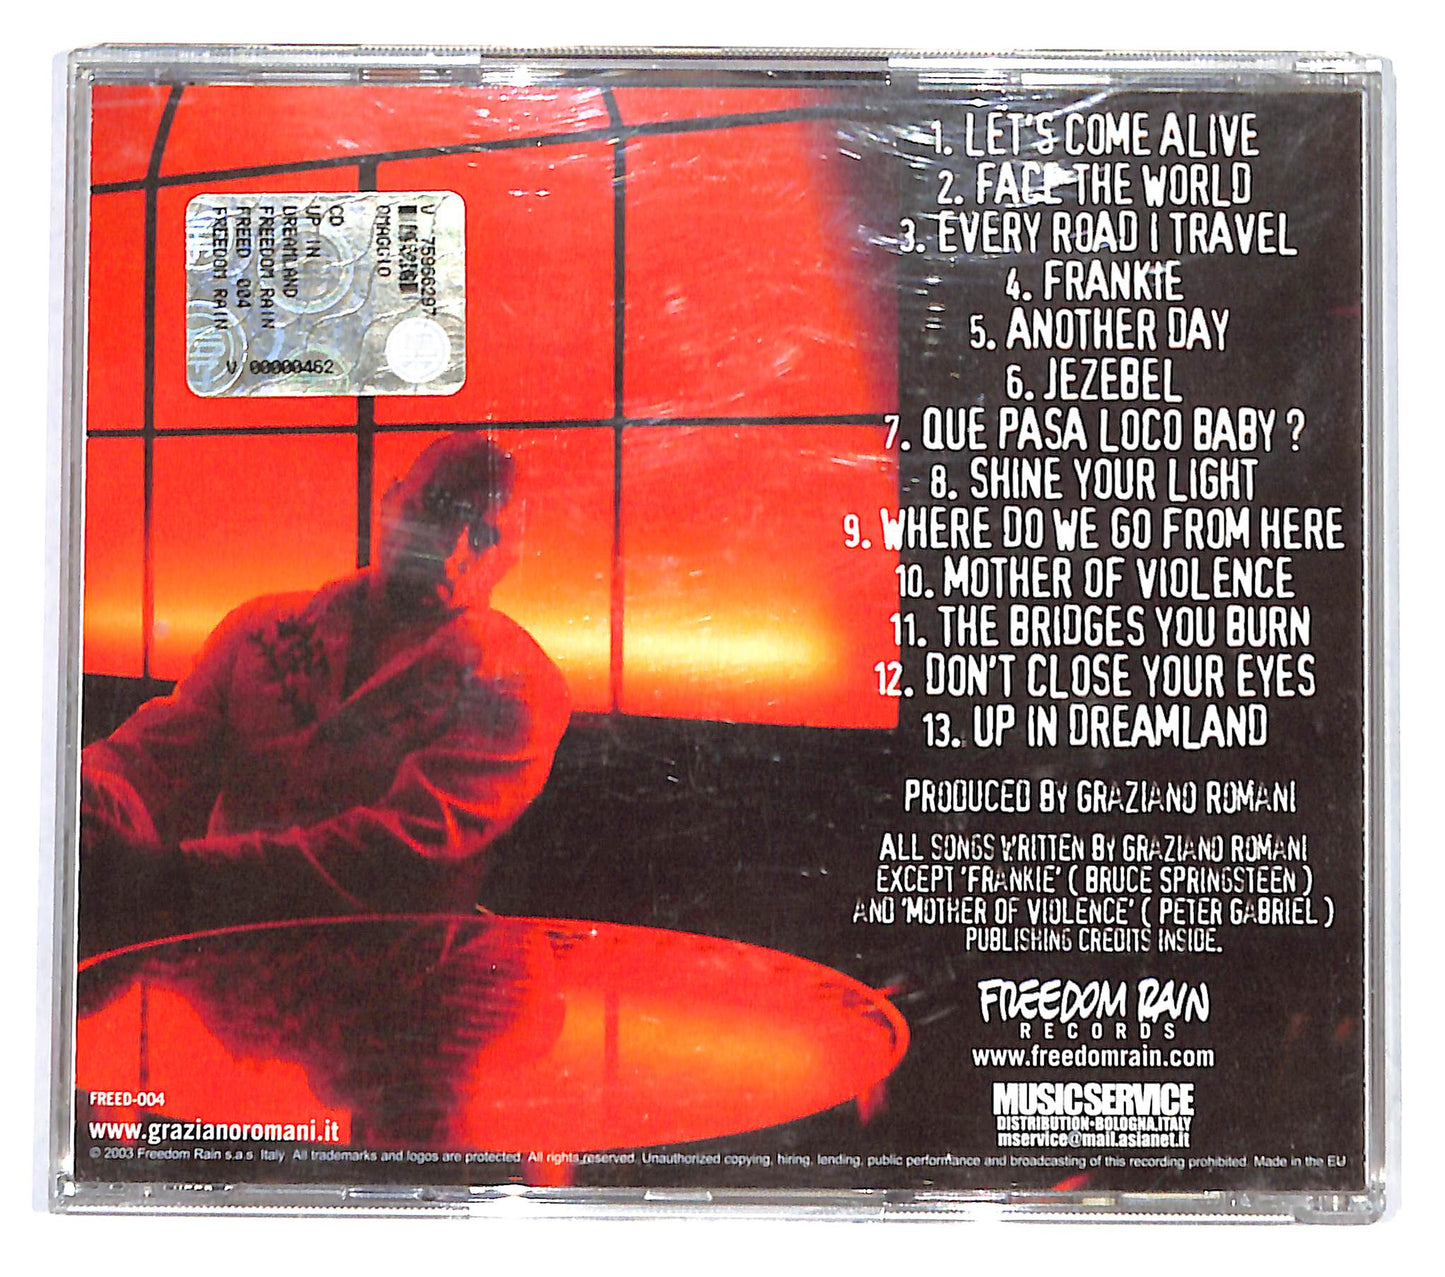 1. LET'S COME ALIVE
2. FACE THE WORLD
3. EVERY ROAD I TRAVEL
4. FRANKIE
5. ANOTHER DAY
6. JEZEBEL
7. QUE PASA LOCO BABY ?
8. SHINE YOUR LIGHT
9. WHERE DO WE GO FROM HERE
10. MOTHER OF VIOLENCE
11. THE BRIDGES YOU BURN
12. DON'T CLOSE YOUR EYES
13. UP IN DREAMLAND
PRODUCED BY GRAZIANO ROMANI
ALL SONGS WRITTEN BY GRAZIANO ROMANI
EXCEPT 'FRANKIE' ( BRUCE SPRINGSTEEN )
AND 'MOTHER OF VIOLENCE' ( PETER GABRIEL )
PUBLISHING CREDITS INSIDE.
FREEDOM RAIN
RECORDS
www.freedomrain.com
MUSICSERVICE
DISTRIBUTION•BOLOGNA.ITALY
mservice@mail.asianet.it
V 75966297
OMAGGIO
CD
UP IN
DREAMLAND
FREEDOM RAIN
FREED 004
FREEDOM RAIN
V 00000462
FREED-004
www.grazianoromani.it
© 2003 Freedom Rain s.a.s. Italy All trademarks and logos are protected. All rights reserved. Unauthorized copying, hiring, lending, public performance and broadcasting of this recording prohibited. Made in the EU